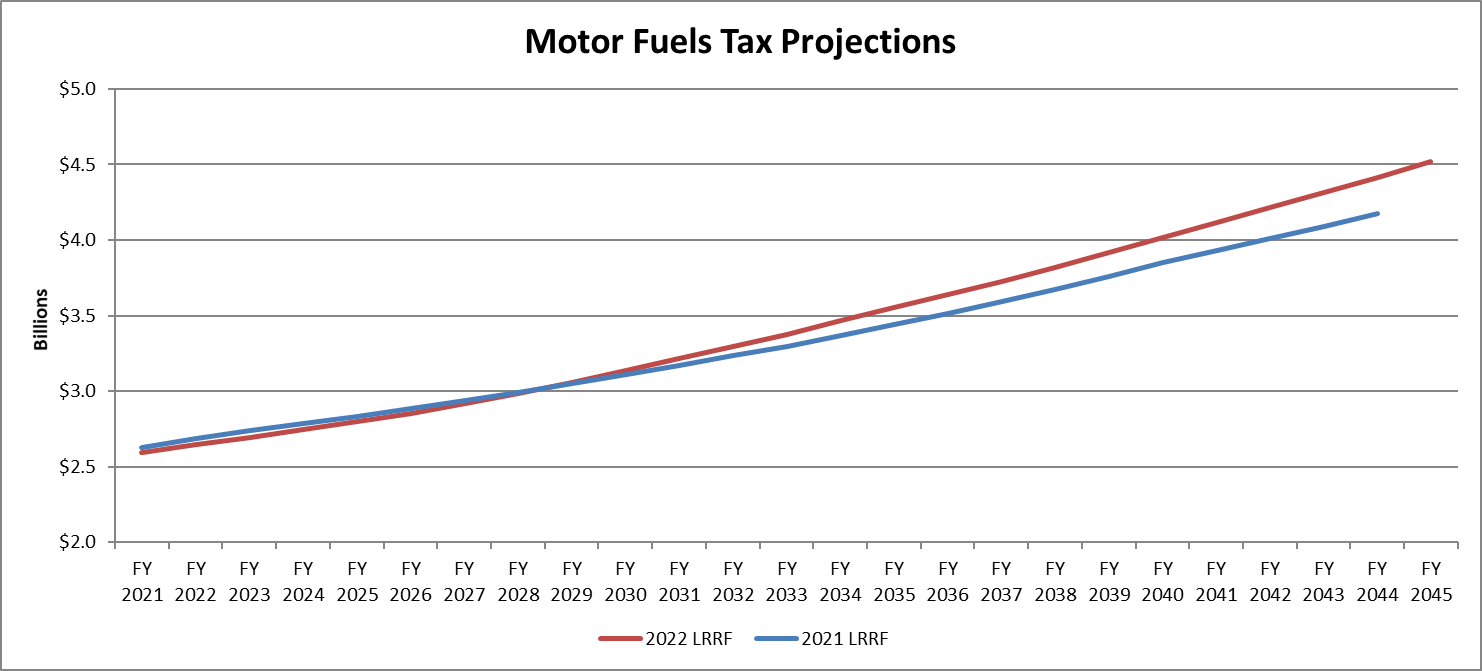 Motor Fuels Tax Projections
$5.0
$4.5
$4.0
$3.5
$3.0
$2.5
$2.0
Billions
FY FY FY FY FY FY FY FY FY FY FY FY FY FY FY FY FY FY FY FY FY FY FY FY FY
2021 2022 2023 2024 2025 2026 2027 2028 2029 2030 2031 2032 2033 2034 2035 2036 2037 2038 2039 2040 2041 2042 2043 2044 2045
2022 LRRF 2021 LRRF